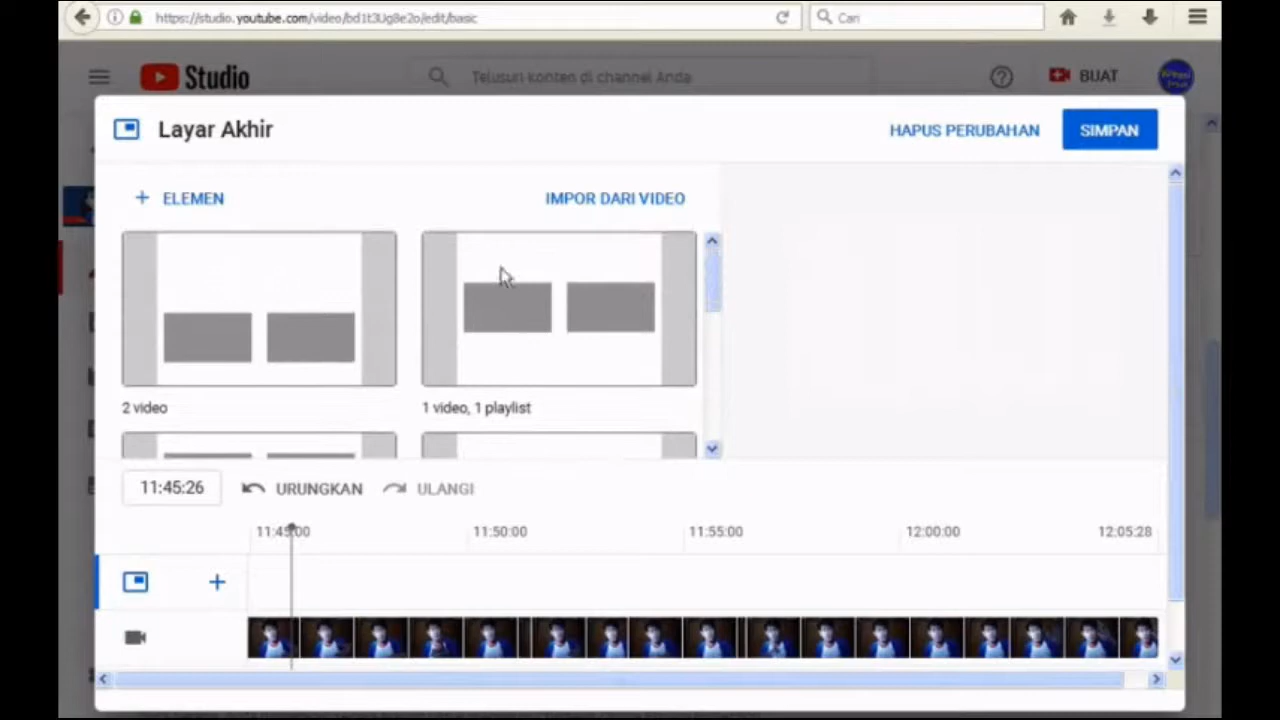 https://studio.youtube.com/video/bd1t3Ug8e2o/edit/basic
Cari
Studio
Telusuri konten di channel Anda
BUAT
Layar Akhir
HAPUS PERUBAHAN
SIMPAN
+ ELEMEN
IMPOR DARI VIDEO
2 video
1 video, 1 playlist
11:45:26
URUNGKAN
ULANGI
11:45:00
11:50:00
11:55:00
12:00:00
12:05:28